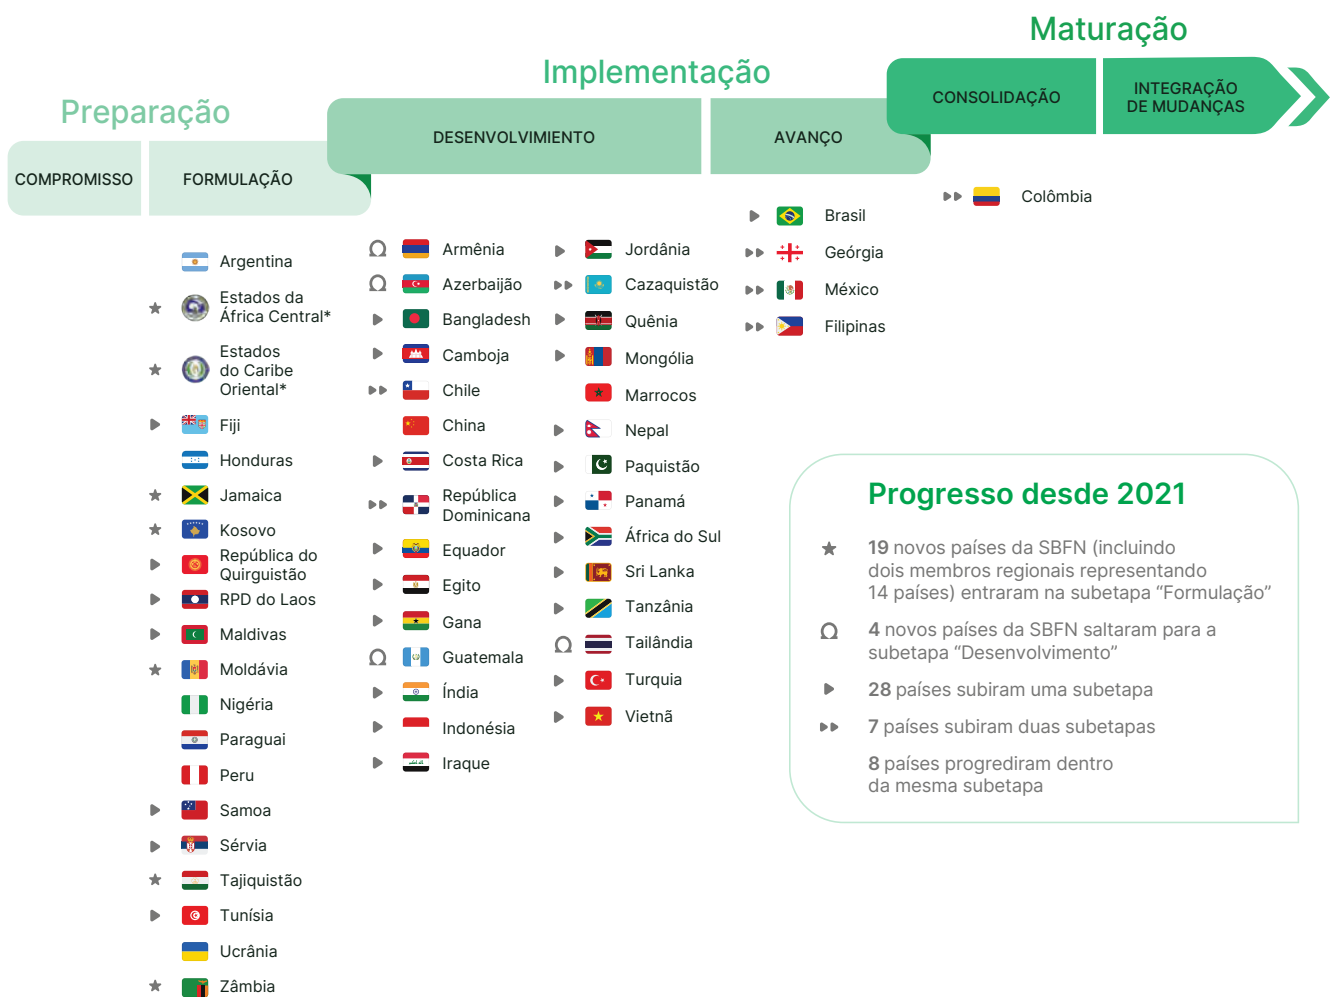 Preparação
Implementação
Maturação
COMPROMISSO
FORMULAÇÃO
DESENVOLVIMIENTO
AVANÇO
CONSOLIDAÇÃO
INTEGRAÇÃO
DE MUDANÇAS
Argentina
Estados da
África Central*
Estados
do Caribe
Oriental*
Fiji
Honduras
Jamaica
Kosovo
República do
Quirguistão
RPD do Laos
Maldivas
Moldávia
Nigéria
Paraguai
Peru
Samoa
Sérvia
Tajiquistão
Tunísia
Ucrânia
Zâmbia
Armênia
Azerbaijão
Bangladesh
Camboja
Chile
China
Costa Rica
República
Dominicana
Equador
Egito
Gana
Guatemala
Índia
Indonésia
Iraque
Jordânia
Cazaquistão
Quênia
Mongólia
Marrocos
Nepal
Paquistão
Panamá
África do Sul
Sri Lanka
Tanzânia
Tailândia
Turquia
Vietnã
Brasil
Geórgia
México
Filipinas
Colômbia
Progresso desde 2021
19 novos países da SBFN (incluindo
dois membros regionais representando
14 países) entraram na subetapa “Formulação”
Ω 4 novos países da SBFN saltaram para a
subetapa “Desenvolvimento”
28 países subiram uma subetapa
7 países subiram duas subetapas
8 países progrediram dentro
da mesma subetapa